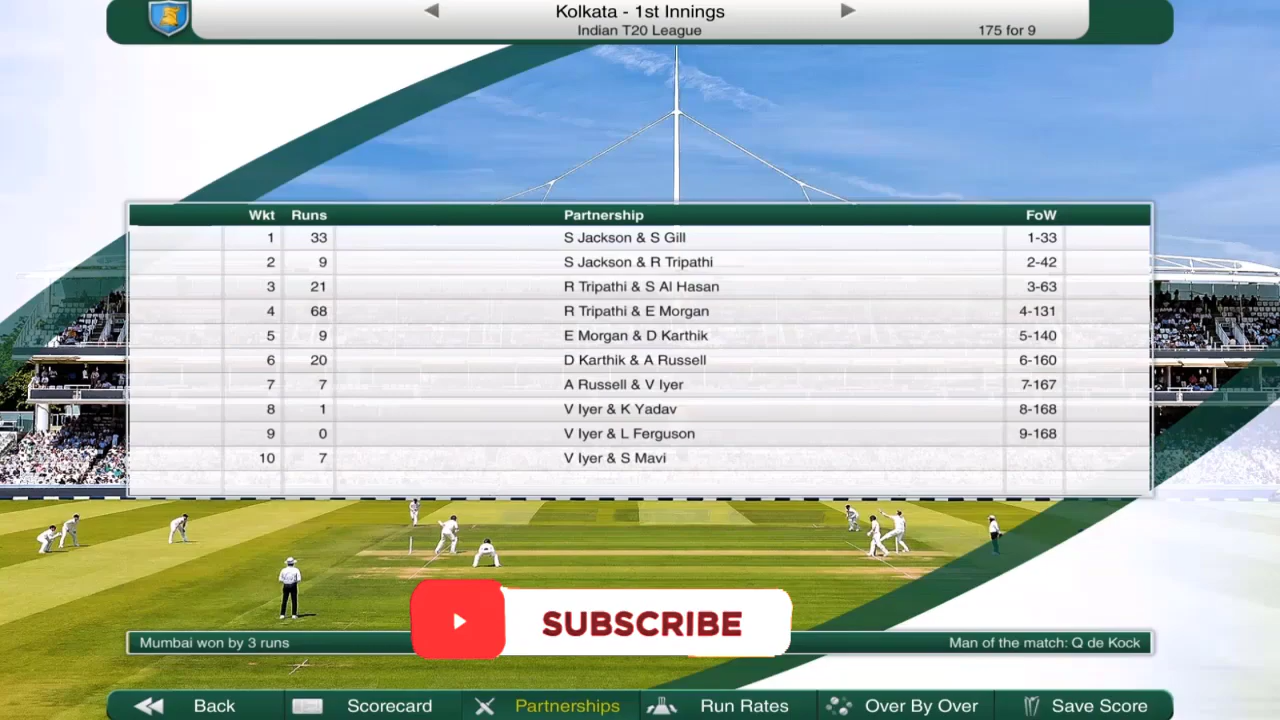 Kolkata - 1st Innings
Indian T20 League
175 for 9
Wkt Runs Partnership FoW
1 33 S Jackson & S Gill 1-33
2 9 S Jackson & R Tripathi 2-42
3 21 R Tripathi & S Al Hasan 3-63
4 68 R Tripathi & E Morgan 4-131
5 9 E Morgan & D Karthik 5-140
6 20 D Karthik & A Russell 6-160
7 7 A Russell & V Iyer 7-167
8 1 V Iyer & K Yadav 8-168
9 0 V Iyer & L Ferguson 9-168
10 7 V Iyer & S Mavi
SUBSCRIBE
Mumbai won by 3 runs Man of the match: Q de Kock
Back Scorecard Partnerships Run Rates Over By Over Save Score